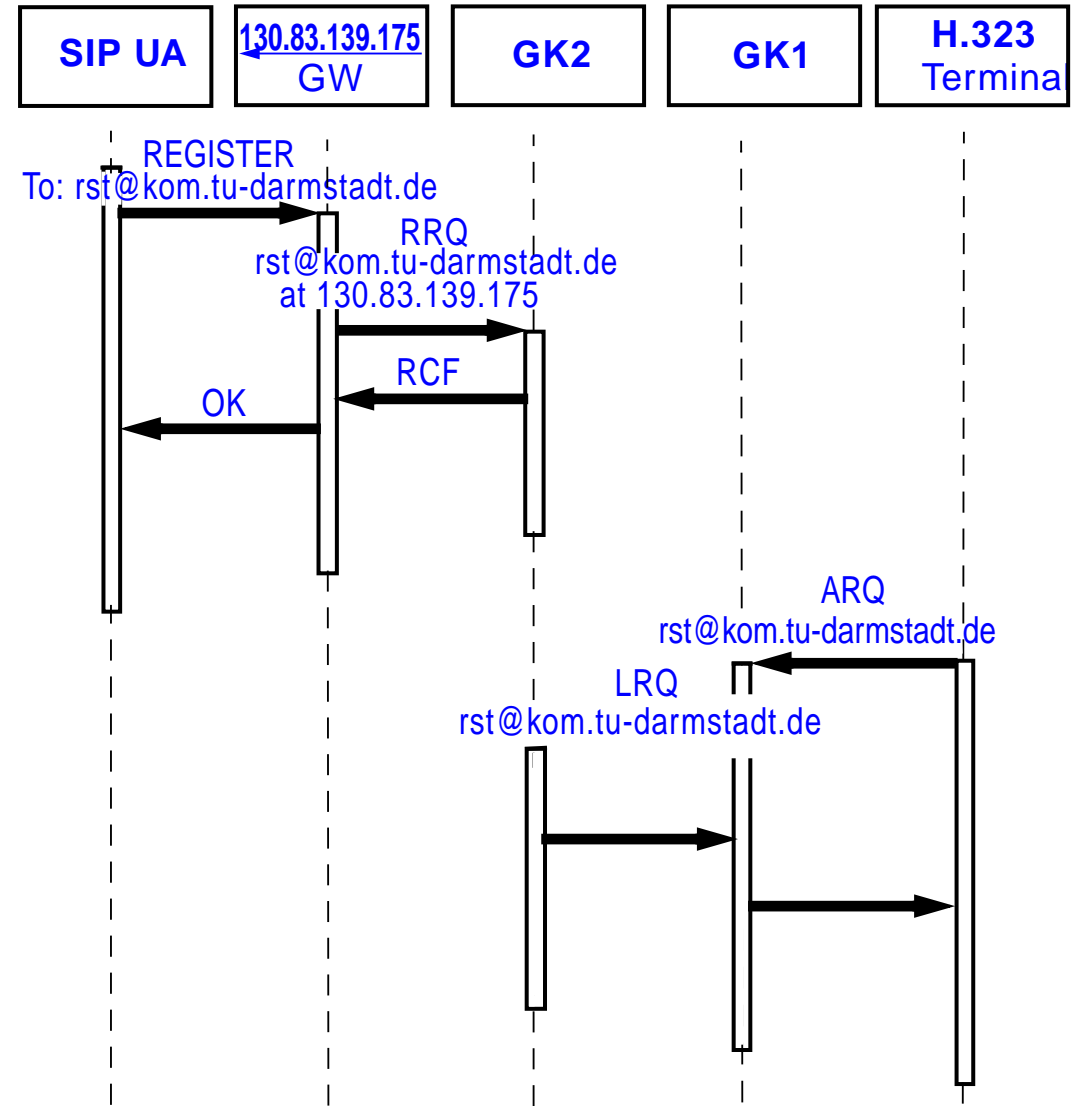 SIP UA
130.83.139.175
GW
GK2
GK1
H.323
Terminal
REGISTER
To: rst@kom.tu-darmstadt.de
RRQ
rst@kom.tu-darmstadt.de
at 130.83.139.175
RCF
OK
ARQ
rst@kom.tu-darmstadt.de
LRQ
rst@kom.tu-darmstadt.de